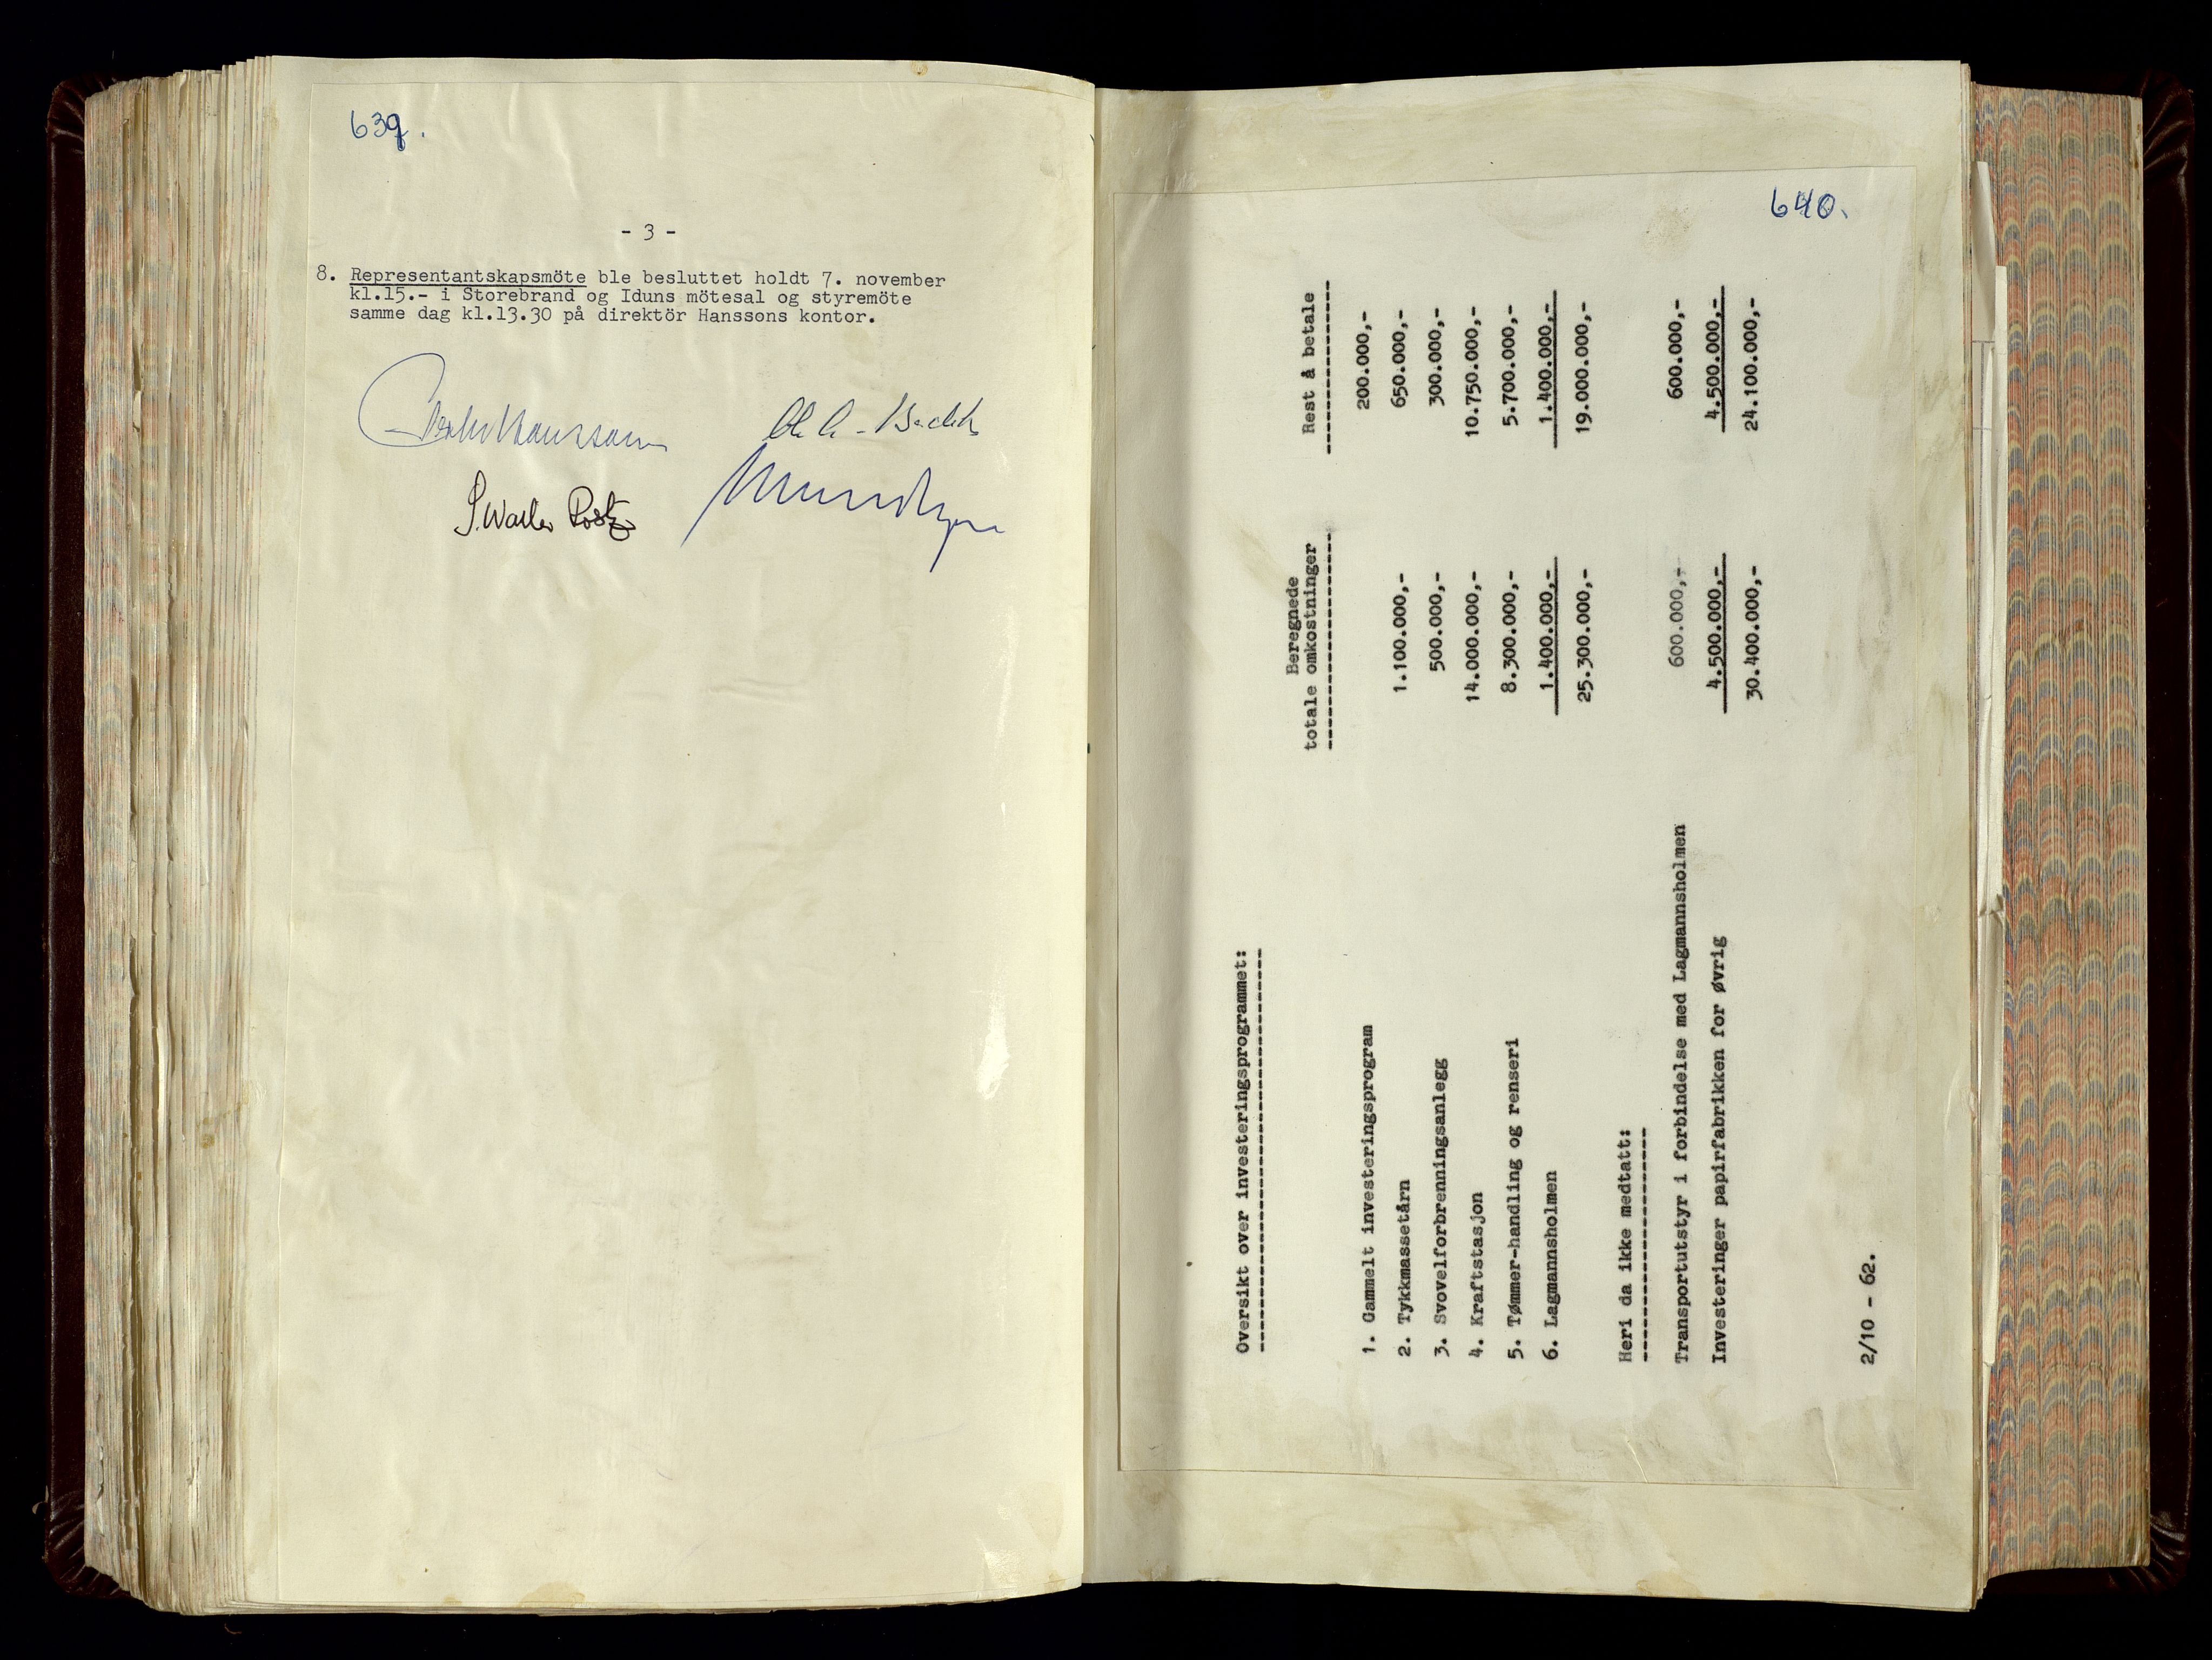 639.
- 3 -
8. Representantskapsmöte ble besluttet holdt 7. november
kl.15.- i Storebrand og Iduns mötesal og styremöte
samme dag kl.13.30 på direktör Hanssons kontor.
640.
Oversikt over investeringsprogrammet:
Beregnede
totale omkostninger Rest å betale
1. Gammelt investeringsprogram 200.000,-
2. Tykkmassetårn 1.100.000,- 650.000,-
3. Svovelforbrenningsanlegg 500.000,- 300.000,-
4. Kraftstasjon 14.000.000,- 10.750.000,-
5. Tømmer-handling og renseri 8.300.000,- 5.700.000,-
6. Lagmannsholmen 1.400.000,- 1.400.000,-
25.300.000,- 19.000.000,-
Heri da ikke medtatt:
Transportutstyr i forbindelse med Lagmannsholmen 600.000,- 600.000,-
Investeringer papirfabrikken for øvrig 4.500.000,- 4.500.000,-
30.400.000,- 24.100.000,-
2/10 - 62.